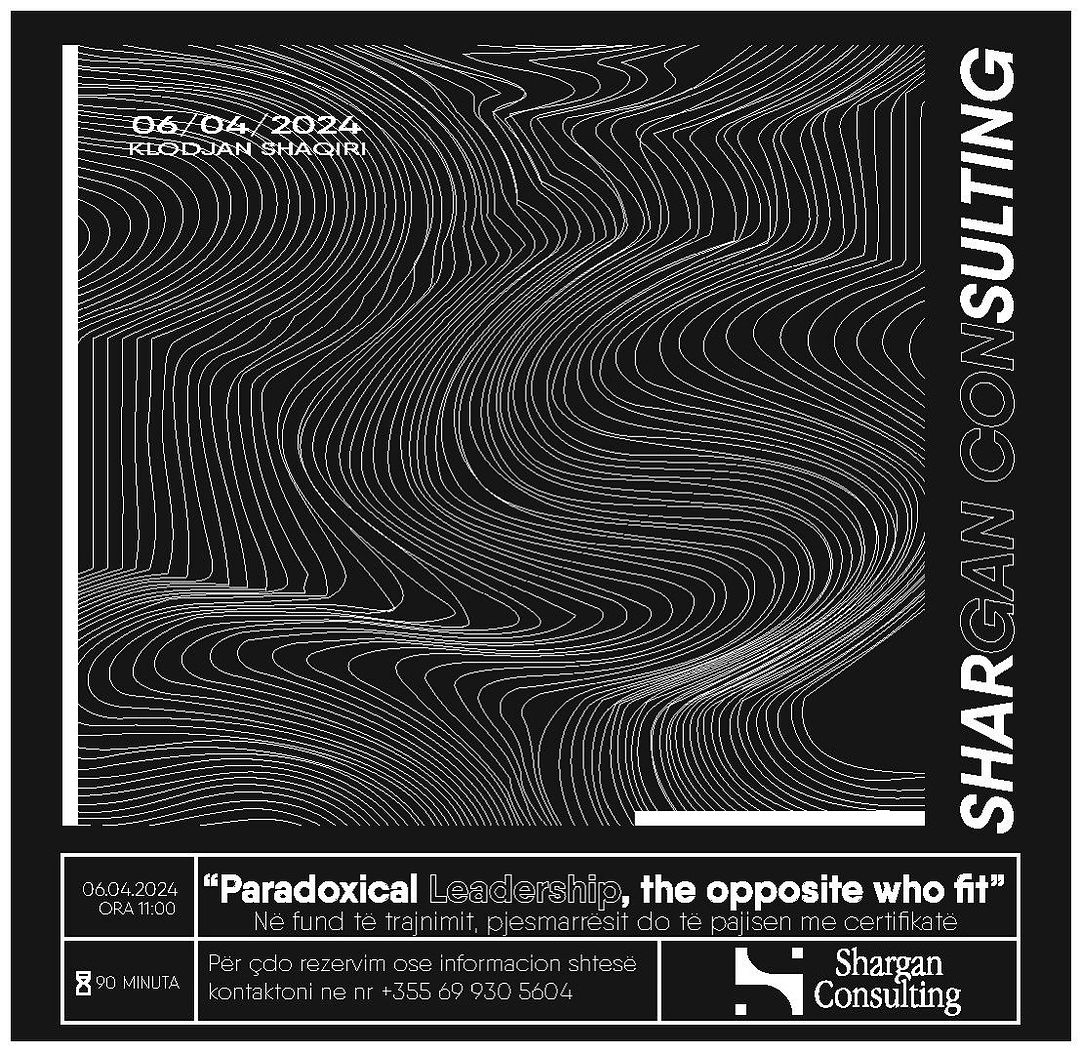 06/04/2024
KLODJAN SHAQIRI
SHARGAN CONSULTING
06.04.2024
ORA 11:00
“Paradoxical Leadership, the opposite who fit”
Në fund të trajnimit, pjesmarrësit do të pajisen me certifikatë
90 MINUTA
Për çdo rezervim ose informacion shtesë
kontaktoni ne nr +355 69 930 5604
Shargan
Consulting